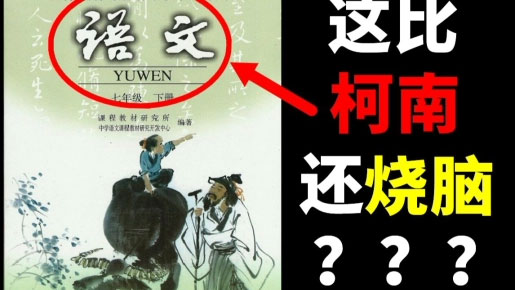 语文
YUWEN
七年级 下册
课程教材研究所
中学语文课程教材研究开发中心
编著
这比
柯南
还烧脑
？？？